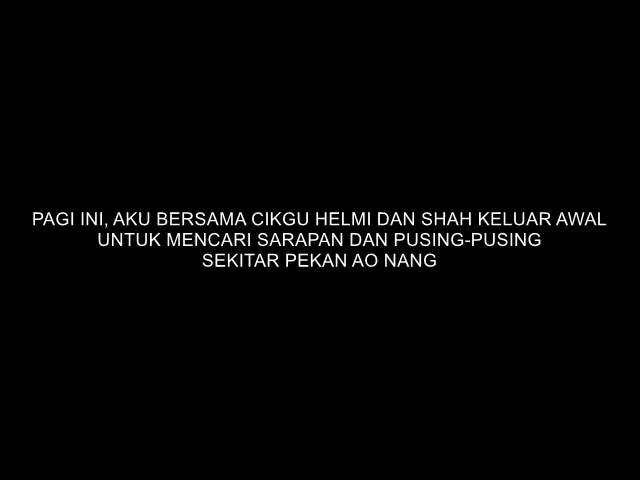 PAGI INI, AKU BERSAMA CIKGU HELMI DAN SHAH KELUAR AWAL
UNTUK MENCARI SARAPAN DAN PUSING-PUSING
SEKITAR PEKAN AO NANG